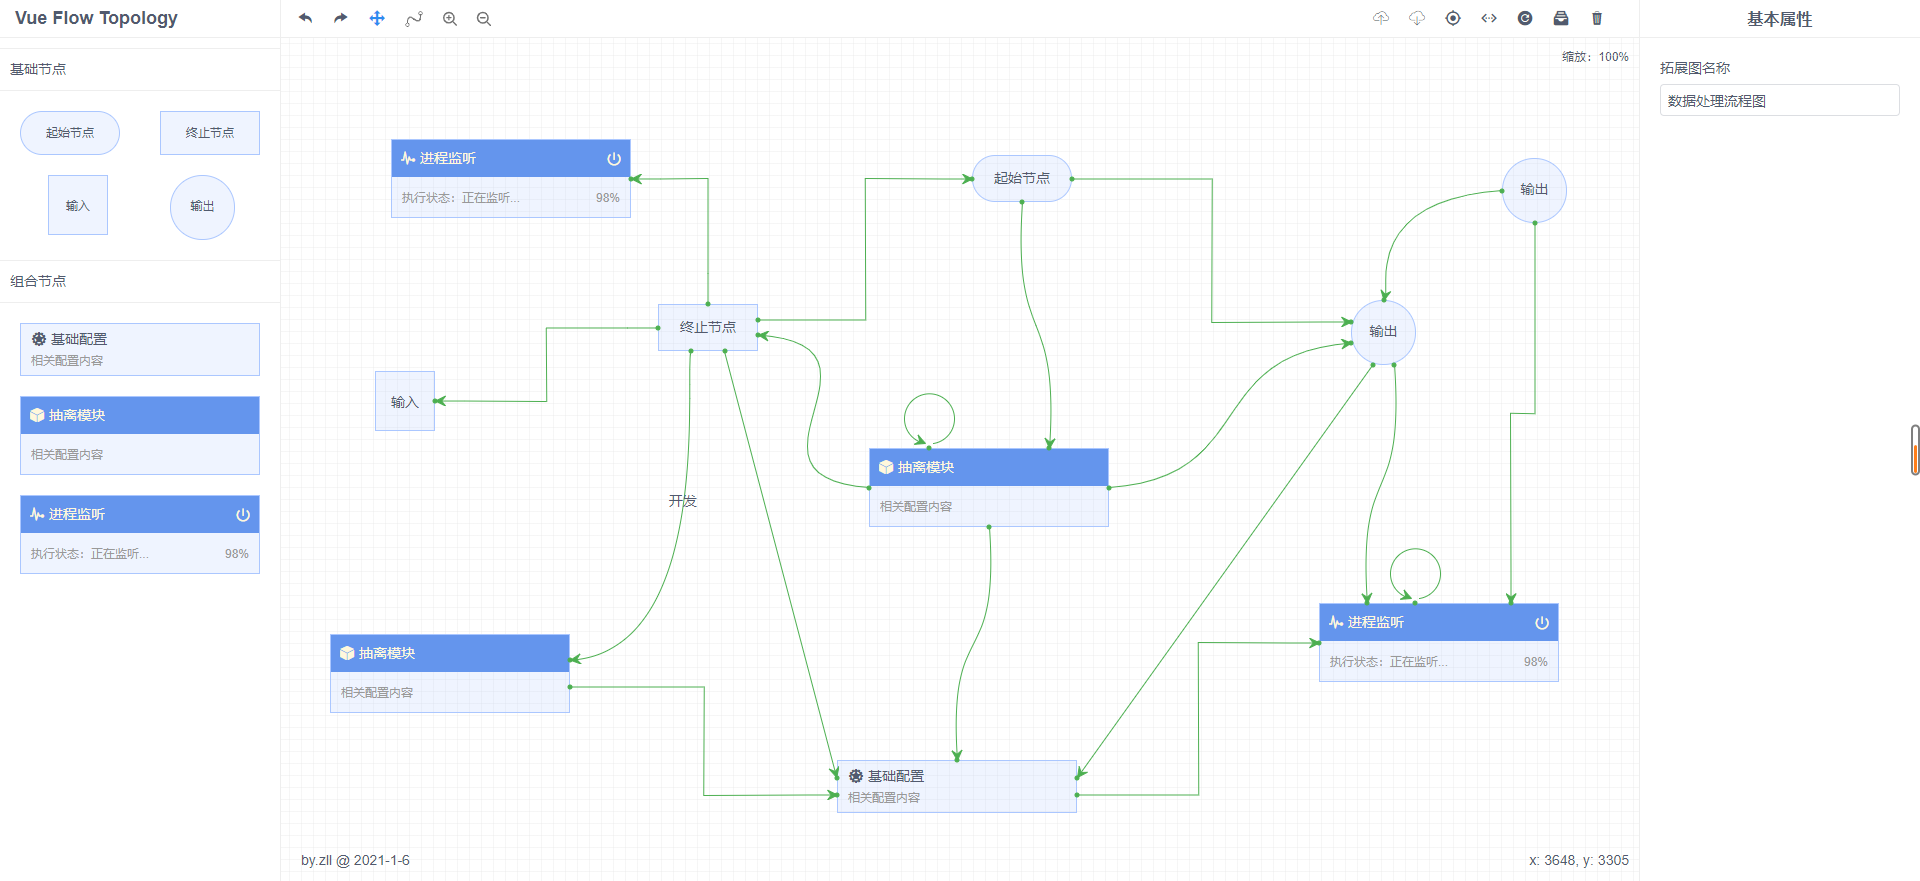 Vue Flow Topology
基础节点
起始节点
终止节点
输入
输出
组合节点
基础配置
相关配置内容
抽离模块
相关配置内容
进程监听
执行状态：正在监听... 98%
缩放：100%
进程监听
执行状态：正在监听... 98%
起始节点
输出
终止节点
输出
输入
抽离模块
相关配置内容
开发
进程监听
执行状态：正在监听... 98%
抽离模块
相关配置内容
基础配置
相关配置内容
by.zll @ 2021-1-6
x: 3648, y: 3305
基本属性
拓展图名称
数据处理流程图